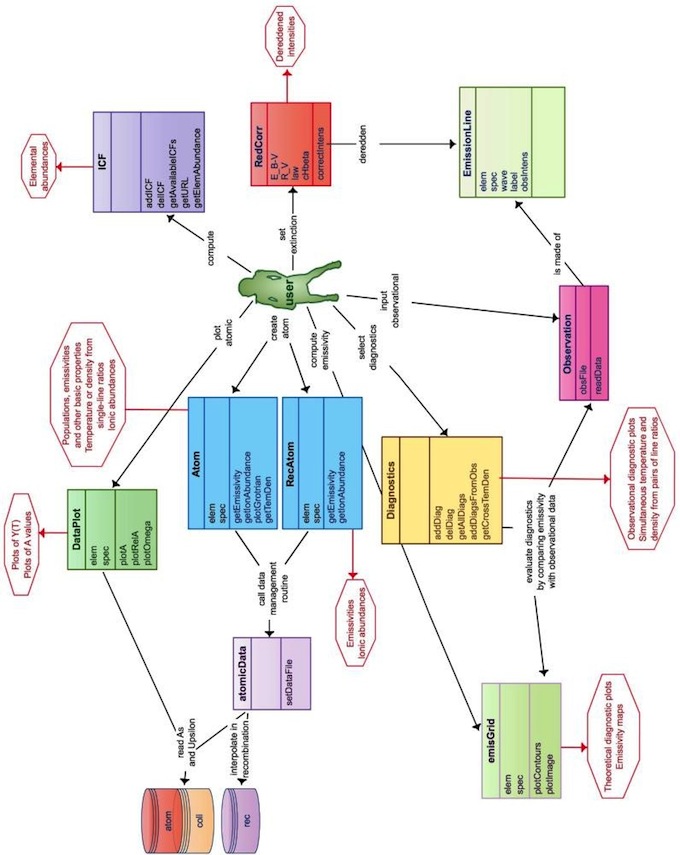 Plots of Y(T)
Plots of A values
DataPlot
elem
spec
plotA
plotRelA
plotOmega
Populations, emissivities
and other basic properties
Temperature or density from
single-line ratios
Ionic abundances
Elemental
abundances
ICF
addICF
delICF
getAvailableICFs
getURL
getElemAbundance
Dereddened
intensities
RedCorr
E_B-V
R_V
law
cHbeta
correctIntens
plot
atomic
compute
set
extinction
deredden
user
create
atom
compute
emissivity
select
diagnostics
input
observational
Atom
elem
spec
getEmissivity
getIonAbundance
plotGrotrian
getTemDen
RecAtom
elem
spec
getEmissivity
getIonAbundance
EmissionLine
elem
spec
wave
label
obsIntens
is made of
Observation
obsFile
readData
Diagnostics
addDiag
delDiag
getAllDiags
addDiagsFromObs
getCrossTemDen
Observational diagnostic plots
Simultaneous temperature and
density from pairs of line ratios
evaluate diagnostics
by comparing emissivity
with observational data
call data
management
routine
Emissivities
Ionic abundances
atomicData
setDataFile
read As
and Upsilon
interpolate in
recombination
atom
coll
rec
emisGrid
elem
spec
plotContours
plotImage
Theoretical diagnostic plots
Emissivity maps